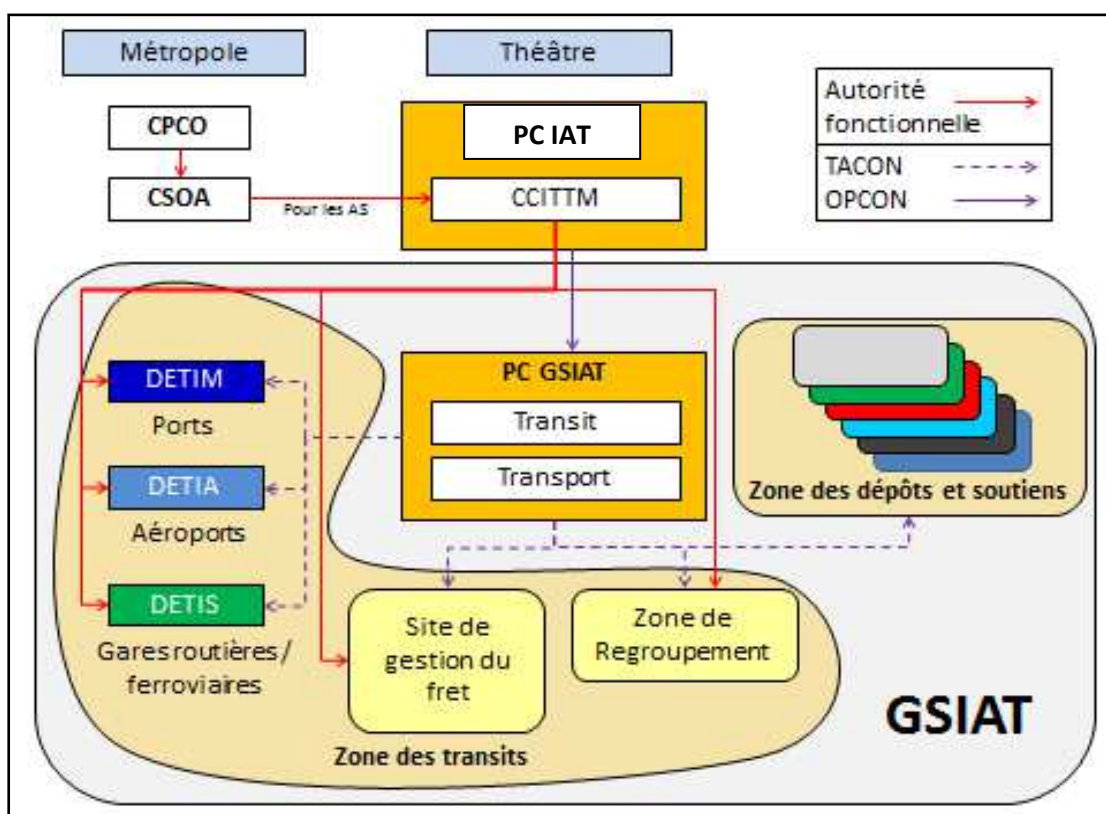 Métropole
Théâtre
CPCO
CSOA
Pour les AS
PC IAT
CCITTM
Autorité
fonctionnelle
TACON
OPCON
DETIM
Ports
DETIA
Aéroports
DETIS
Gares routières /
ferroviaires
PC GSIAT
Transit
Transport
Zone des dépôts et soutiens
Site de
gestion du
fret
Zone de
Regroupement
Zone des transits
GSIAT